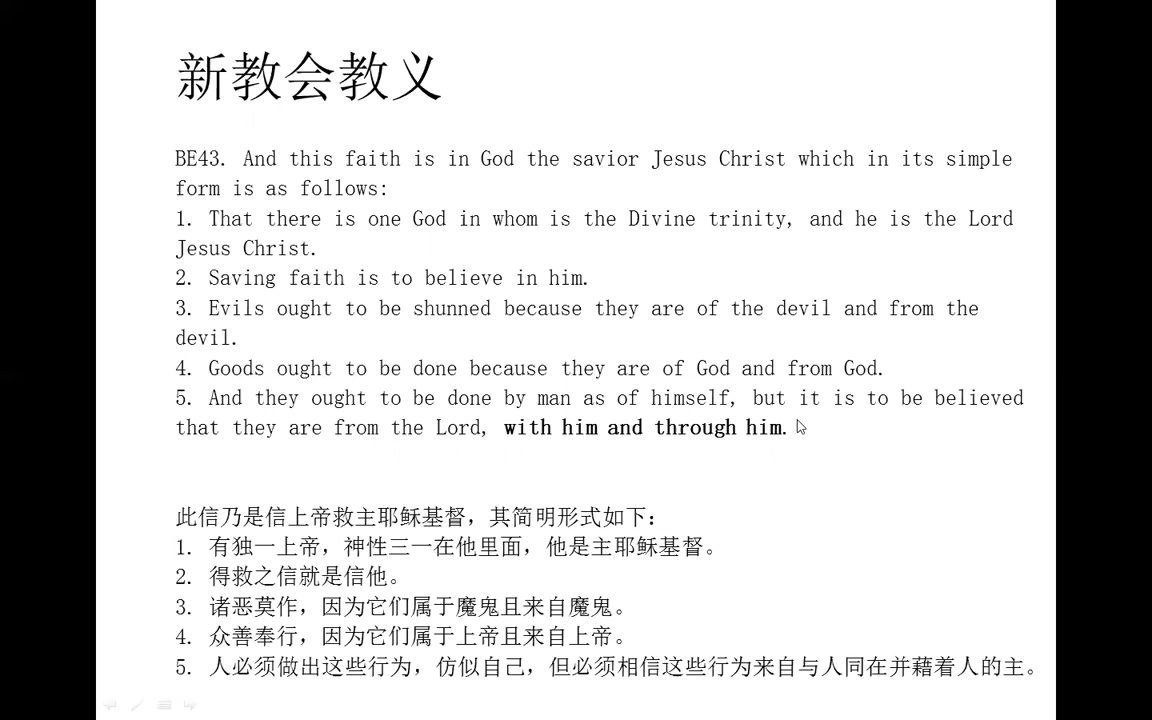 新教会教义
BE43. And this faith is in God the savior Jesus Christ which in its simple
form is as follows:
1. That there is one God in whom is the Divine trinity, and he is the Lord
Jesus Christ.
2. Saving faith is to believe in him.
3. Evils ought to be shunned because they are of the devil and from the
devil.
4. Goods ought to be done because they are of God and from God.
5. And they ought to be done by man as of himself, but it is to be believed
that they are from the Lord, with him and through him.
此信乃是信上帝救主耶稣基督，其简明形式如下：
1. 有独一上帝，神性三一在他里面，他是主耶稣基督。
2. 得救之信就是信他。
3. 诸恶莫作，因为它们属于魔鬼且来自魔鬼。
4. 众善奉行，因为它们属于上帝且来自上帝。
5. 人必须做出这些行为，仿似自己，但必须相信这些行为来自与人同在并藉着人的主。